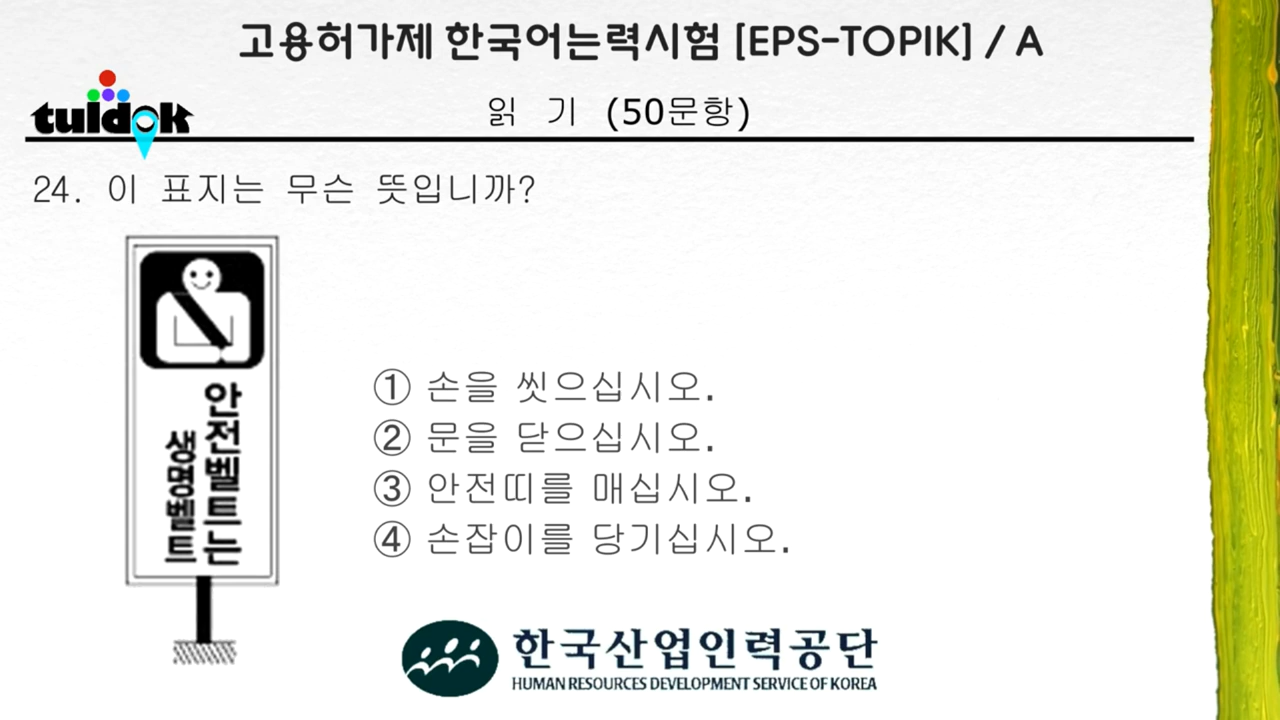 고용허가제 한국어능력시험 [EPS-TOPIK] / A
tuidok
읽 기 (50문항)
24. 이 표지는 무슨 뜻입니까?
안전벨트는
생명벨트
① 손을 씻으십시오.
② 문을 닫으십시오.
③ 안전띠를 매십시오.
④ 손잡이를 당기십시오.
한국산업인력공단
HUMAN RESOURCES DEVELOPMENT SERVICE OF KOREA